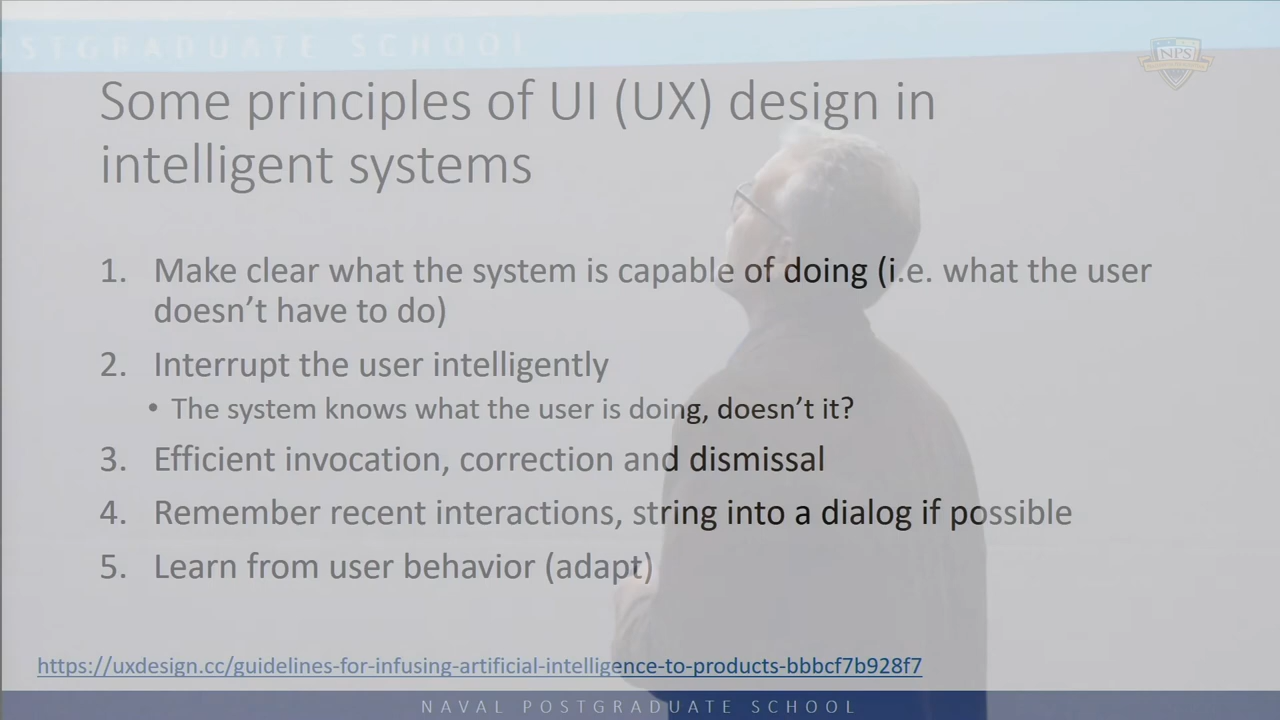 STGRADUATE SCHOOL
NPS
Some principles of UI (UX) design in
intelligent systems
1. Make clear what the system is capable of doing (i.e. what the user
doesn’t have to do)
2. Interrupt the user intelligently
• The system knows what the user is doing, doesn’t it?
3. Efficient invocation, correction and dismissal
4. Remember recent interactions, string into a dialog if possible
5. Learn from user behavior (adapt)
https://uxdesign.cc/guidelines-for-infusing-artificial-intelligence-to-products-bbbcf7b928f7
NAVAL POSTGRADUATE SCHOOL